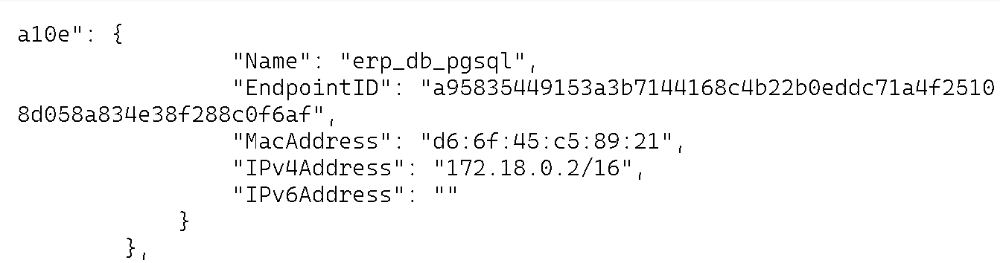 a10e": {
"Name": "erp_db_pgsql",
"EndpointID": "a95835449153a3b7144168c4b22b0eddc71a4f2510
8d058a834e38f288c0f6af",
"MacAddress": "d6:6f:45:c5:89:21",
"IPv4Address": "172.18.0.2/16",
"IPv6Address": ""
}
},